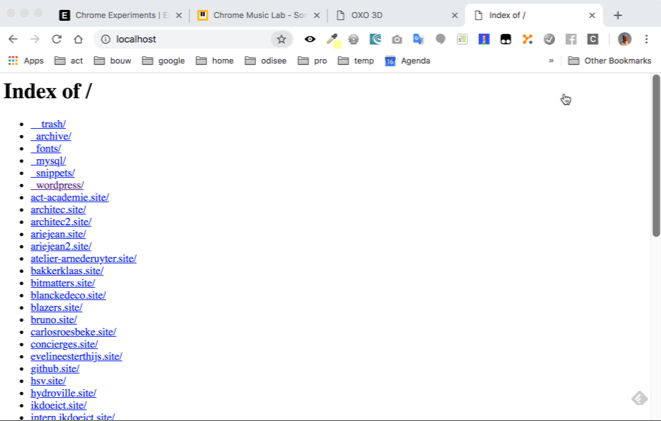 Chrome Experiments | E
Chrome Music Lab - Son
OXO 3D
Index of /
localhost
Apps act bouw google home odisee pro temp 16 Agenda » Other Bookmarks
Index of /
__trash/
_archive/
_fonts/
_mysql/
_snippets/
_wordpress/
act-academie.site/
architec.site/
architec2.site/
ariejean.site/
ariejean2.site/
atelier-arnederuyter.site/
bakkerklaas.site/
bitmatters.site/
blanckedeco.site/
blazers.site/
bruno.site/
carlosroesbeke.site/
concierges.site/
evelineesterthijs.site/
github.site/
hsv.site/
hydroville.site/
ikdoeict.site/
intern.ikdoeict.site/